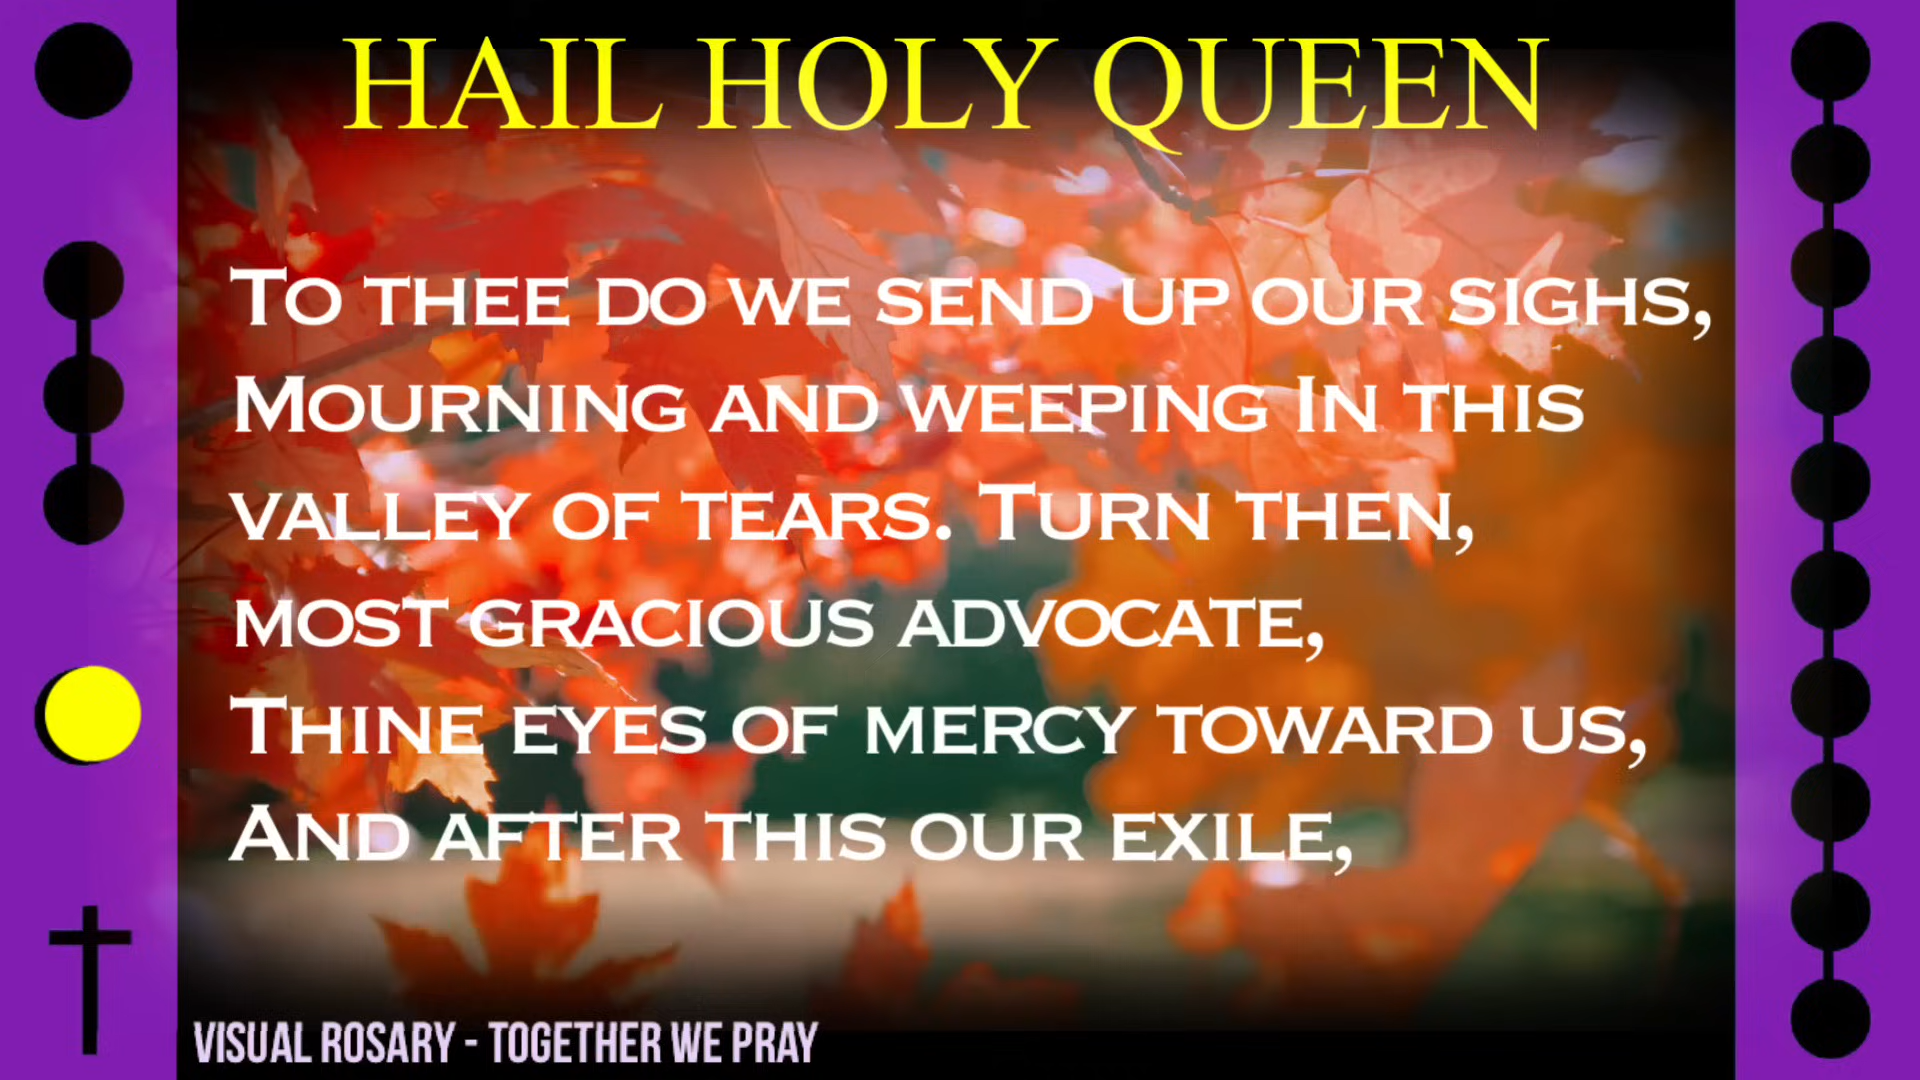 HAIL HOLY QUEEN
To thee do we send up our sighs,
Mourning and weeping In this
valley of tears. Turn then,
most gracious advocate,
Thine eyes of mercy toward us,
And after this our exile,
VISUAL ROSARY - TOGETHER WE PRAY